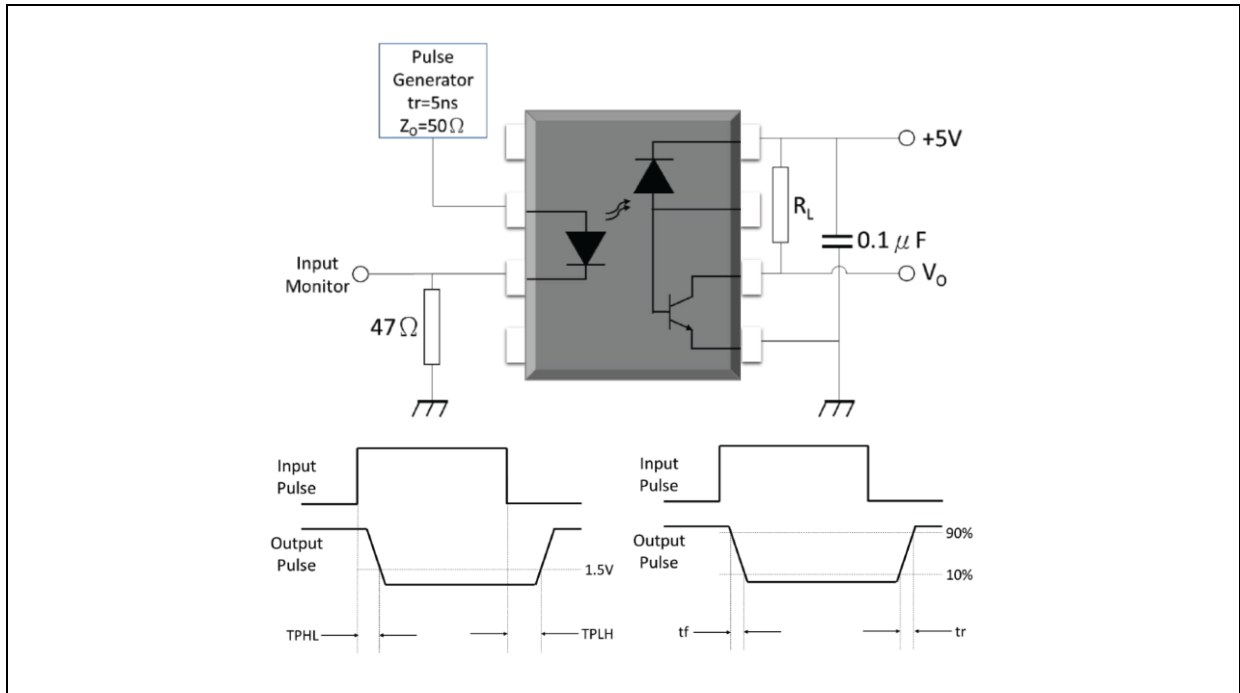 Pulse
Generator
tr=5ns
Zo=50Ω
+5V
RL
0.1 μ F
Input
Monitor
Vo
47Ω
Input
Pulse
Output
Pulse
1.5V
TPHL
TPLH
Input
Pulse
Output
Pulse
90%
10%
tf
tr